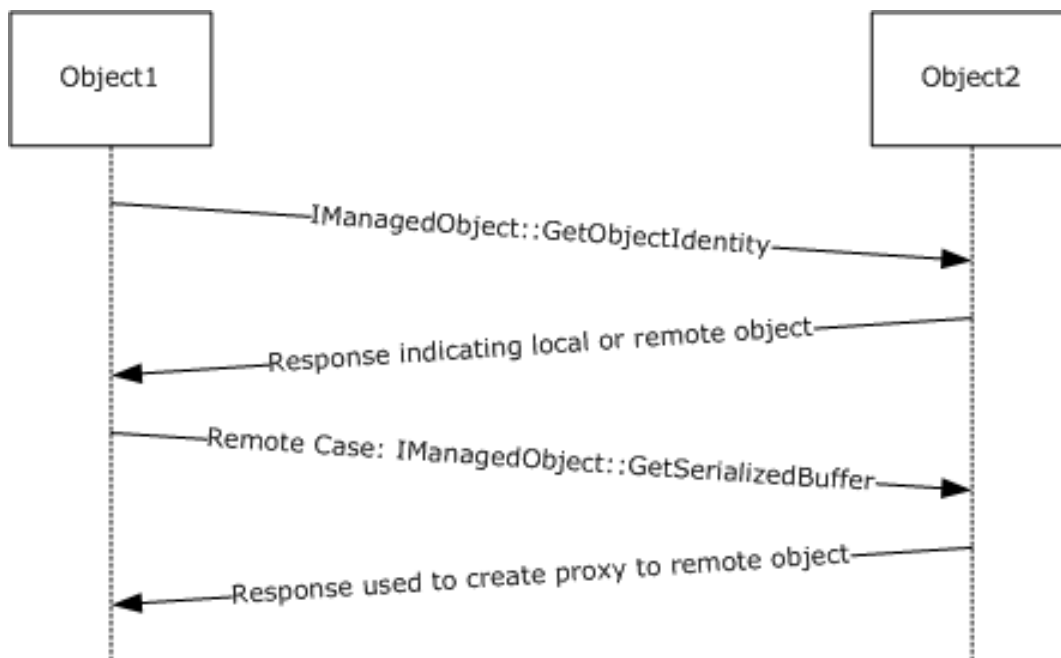 Object1
Object2
IManagedObject::GetObjectIdentity
Response indicating local or remote object
Remote Case: IManagedObject::GetSerializedBuffer
Response used to create proxy to remote object